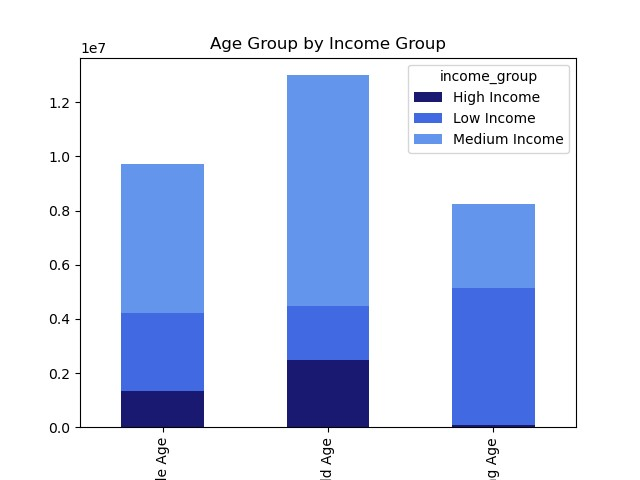 Age Group by Income Group
1e7
income_group
High Income
Low Income
Medium Income
1.2
1.0
0.8
0.6
0.4
0.2
0.0
le Age
ld Age
g Age